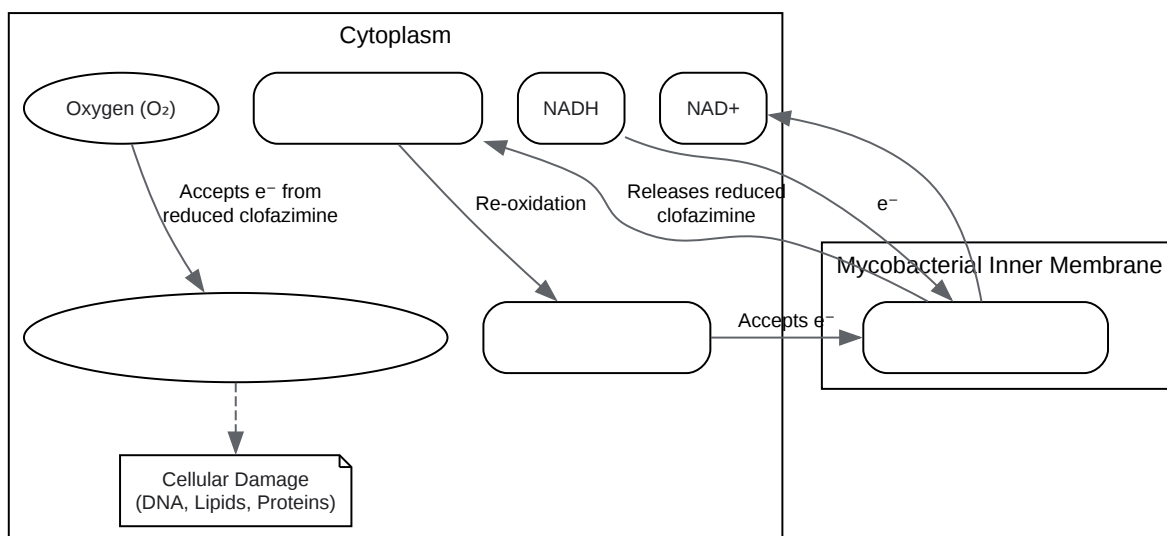 Cytoplasm
Oxygen (O₂)
NADH
NAD+
Accepts e⁻ from
reduced clofazimine
Re-oxidation
Releases reduced
clofazimine
e⁻
Mycobacterial Inner Membrane
Accepts e⁻
Cellular Damage
(DNA, Lipids, Proteins)